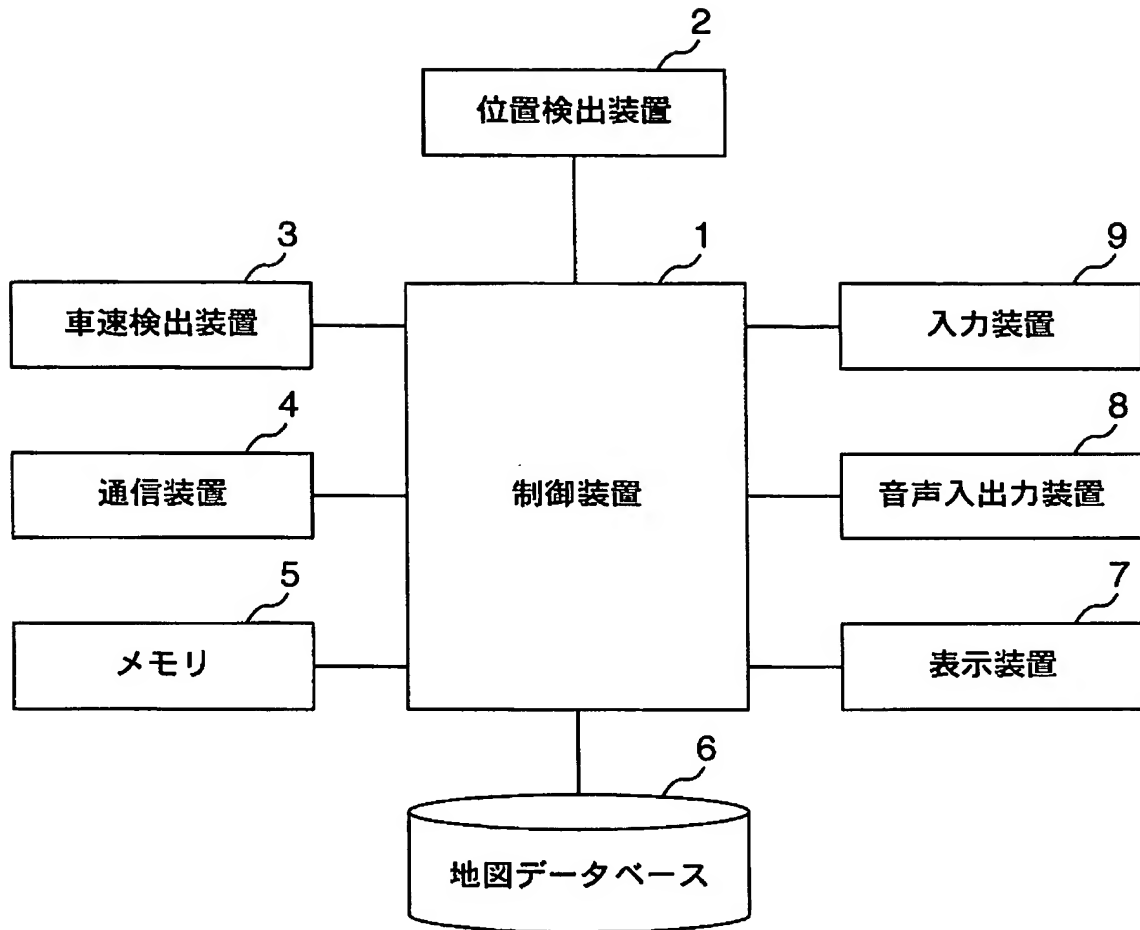 2
位置検出装置
3
1
9
車速検出装置
入力装置
4
8
通信装置
制御装置
音声入出力装置
5
7
メモリ
表示装置
6
地図データベース